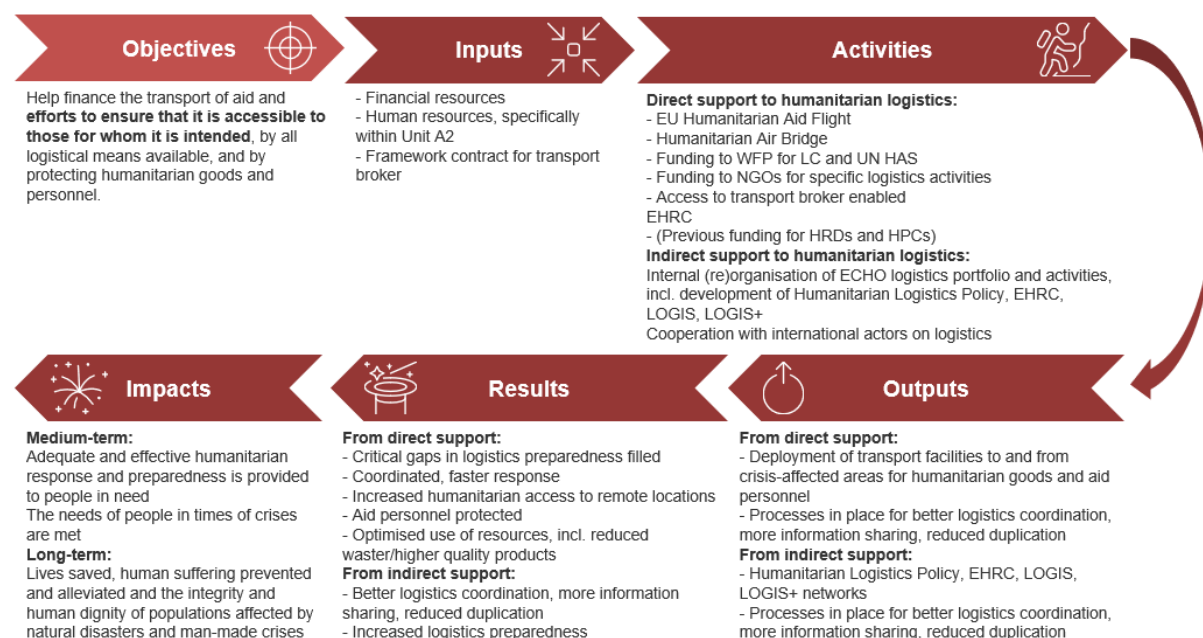 Objectives
Help finance the transport of aid and
efforts to ensure that it is accessible to
those for whom it is intended, by all
logistical means available, and by
protecting humanitarian goods and
personnel.
Inputs
- Financial resources
- Human resources, specifically
within Unit A2
- Framework contract for transport
broker
Activities
Direct support to humanitarian logistics:
- EU Humanitarian Aid Flight
- Humanitarian Air Bridge
- Funding to WFP for LC and UN HAS
- Funding to NGOs for specific logistics activities
- Access to transport broker enabled
EHRC
- (Previous funding for HRDs and HPCs)
Indirect support to humanitarian logistics:
Internal (re)organisation of ECHO logistics portfolio and activities,
incl. development of Humanitarian Logistics Policy, EHRC,
LOGIS, LOGIS+
Cooperation with international actors on logistics
Outputs
From direct support:
- Deployment of transport facilities to and from
crisis-affected areas for humanitarian goods and aid
personnel
- Processes in place for better logistics coordination,
more information sharing, reduced duplication
From indirect support:
- Humanitarian Logistics Policy, EHRC, LOGIS,
LOGIS+ networks
- Processes in place for better logistics coordination,
more information sharing, reduced duplication
Results
From direct support:
- Critical gaps in logistics preparedness filled
- Coordinated, faster response
- Increased humanitarian access to remote locations
- Aid personnel protected
- Optimised use of resources, incl. reduced
waster/higher quality products
From indirect support:
- Better logistics coordination, more information
sharing, reduced duplication
- Increased logistics preparedness
Impacts
Medium-term:
Adequate and effective humanitarian
response and preparedness is provided
to people in need
The needs of people in times of crises
are met
Long-term:
Lives saved, human suffering prevented
and alleviated and the integrity and
human dignity of populations affected by
natural disasters and man-made crises